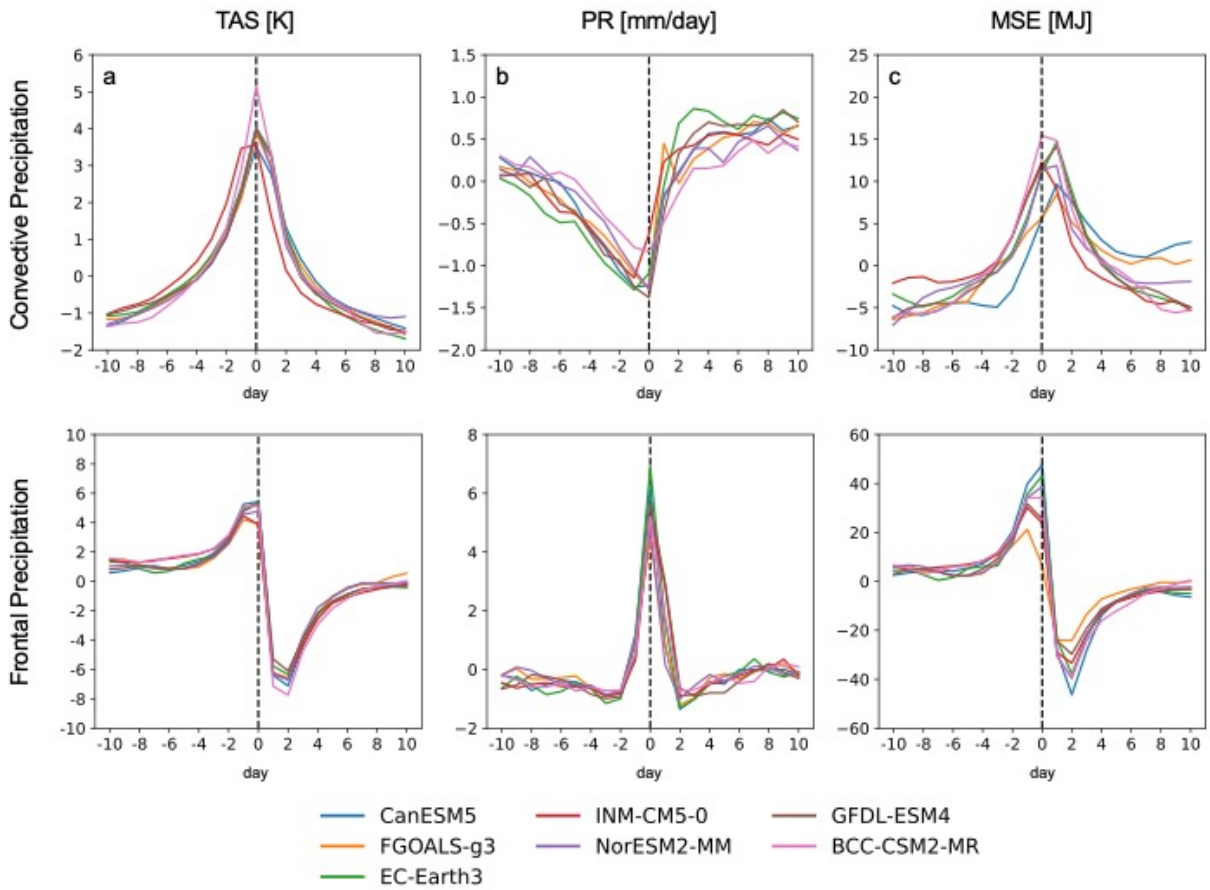 TAS [K] PR [mm/day] MSE [MJ]
Convective Precipitation
a
6
5
4
3
2
1
0
−1
−2
-10 -8 -6 -4 -2 0 2 4 6 8 10
day
b
1.5
1.0
0.5
0.0
−0.5
−1.0
−1.5
−2.0
-10 -8 -6 -4 -2 0 2 4 6 8 10
day
c
25
20
15
10
5
0
−5
−10
-10 -8 -6 -4 -2 0 2 4 6 8 10
day
Frontal Precipitation
10
8
6
4
2
0
-2
-4
-6
-8
-10
-10 -8 -6 -4 -2 0 2 4 6 8 10
day
8
6
4
2
0
−2
-10 -8 -6 -4 -2 0 2 4 6 8 10
day
60
40
20
0
−20
−40
−60
-10 -8 -6 -4 -2 0 2 4 6 8 10
day
CanESM5 INM-CM5-0 GFDL-ESM4
FGOALS-g3 NorESM2-MM BCC-CSM2-MR
EC-Earth3